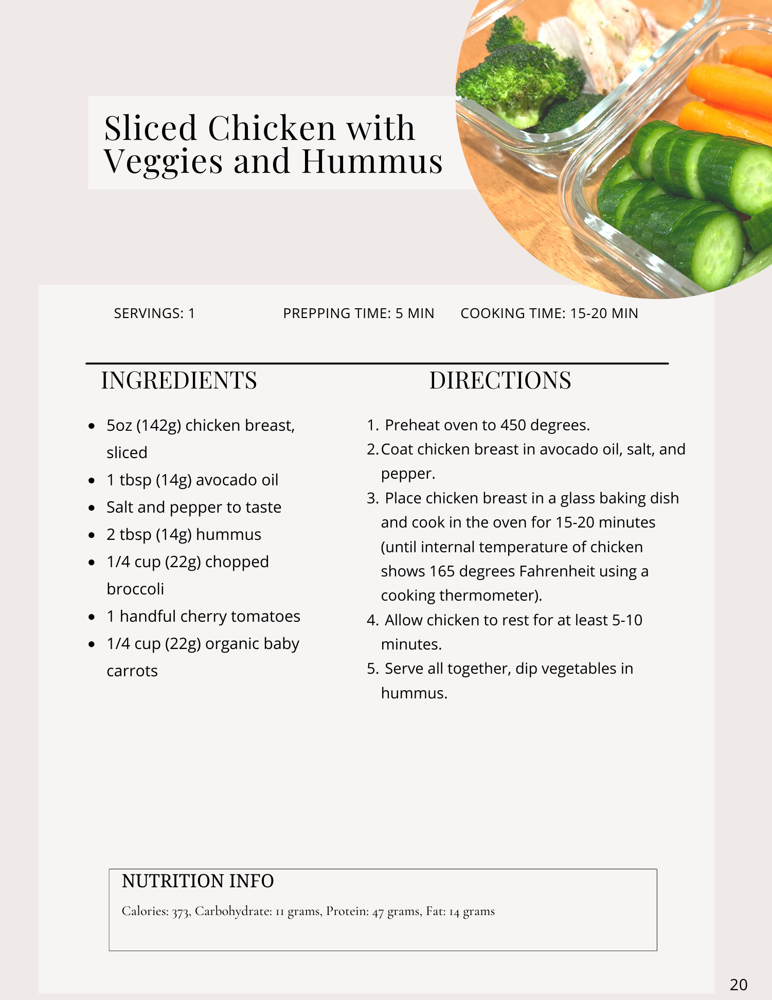 Sliced Chicken with
Veggies and Hummus
SERVINGS: 1
PREPPING TIME: 5 MIN
COOKING TIME: 15-20 MIN
INGREDIENTS
• 5oz (142g) chicken breast,
sliced
• 1 tbsp (14g) avocado oil
• Salt and pepper to taste
• 2 tbsp (14g) hummus
• 1/4 cup (22g) chopped
broccoli
• 1 handful cherry tomatoes
• 1/4 cup (22g) organic baby
carrots
DIRECTIONS
1. Preheat oven to 450 degrees.
2. Coat chicken breast in avocado oil, salt, and
pepper.
3. Place chicken breast in a glass baking dish
and cook in the oven for 15-20 minutes
(until internal temperature of chicken
shows 165 degrees Fahrenheit using a
cooking thermometer).
4. Allow chicken to rest for at least 5-10
minutes.
5. Serve all together, dip vegetables in
hummus.
NUTRITION INFO
Calories: 373, Carbohydrate: 11 grams, Protein: 47 grams, Fat: 14 grams
20